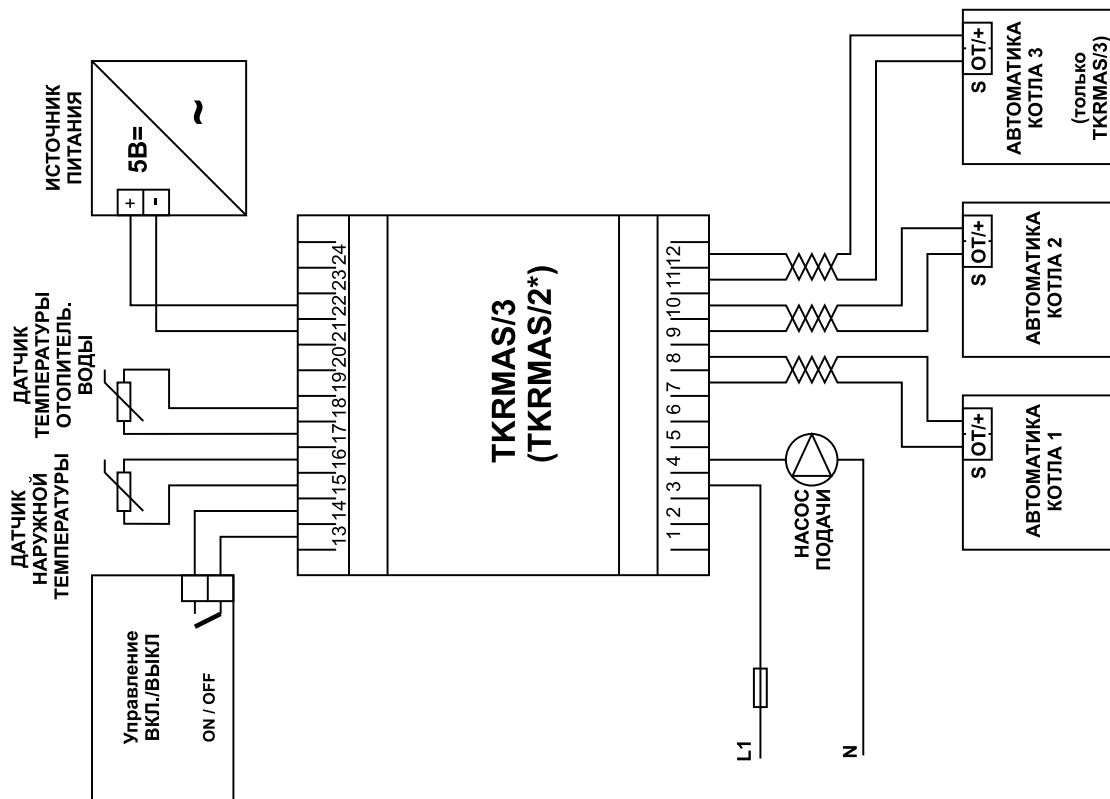 ИСТОЧНИК
ПИТАНИЯ
5В=
~
+
-
ДАТЧИК
ТЕМПЕРАТУРЫ
ОТОПИТЕЛЬ.
ВОДЫ
ДАТЧИК
НАРУЖНОЙ
ТЕМПЕРАТУРЫ
Управление
ВКЛ./ВЫКЛ
ON / OFF
13 14 15 16 17 18 19 20 21 22 23 24
TKRMAS/3
(TKRMAS/2*)
1 2 3 4 5 6 7 8 9 10 11 12
НАСОС
ПОДАЧИ
L1
N
S OT/+
АВТОМАТИКА
КОТЛА 1
S OT/+
АВТОМАТИКА
КОТЛА 2
S OT/+
АВТОМАТИКА
КОТЛА 3
(только
TKRMAS/3)